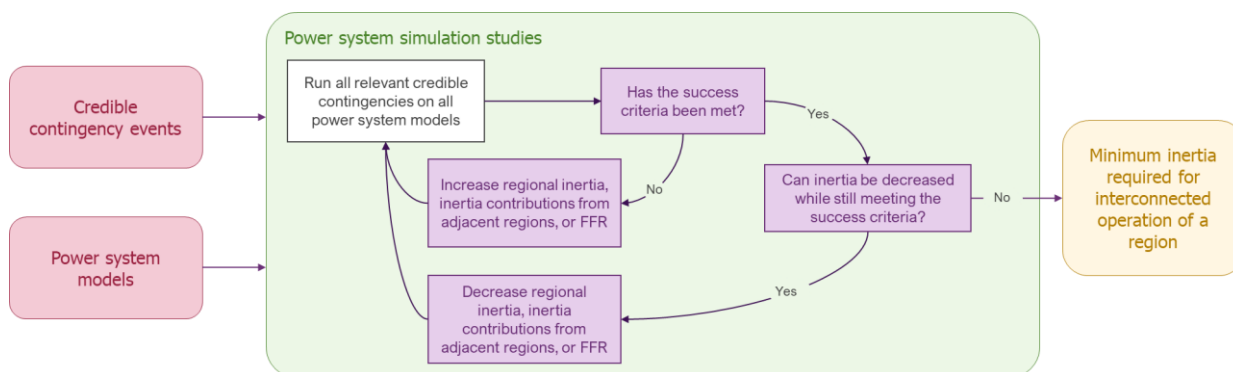 Power system simulation studies
Credible
contingency events
Power system
models
Run all relevant credible
contingencies on all
power system models
Has the success
criteria been met?
Yes
No
Increase regional inertia,
inertia contributions from
adjacent regions, or FFR
Can inertia be decreased
while still meeting the
success criteria?
No
Yes
Decrease regional
inertia, inertia
contributions from
adjacent regions, or FFR
Minimum inertia
required for
interconnected
operation of a
region